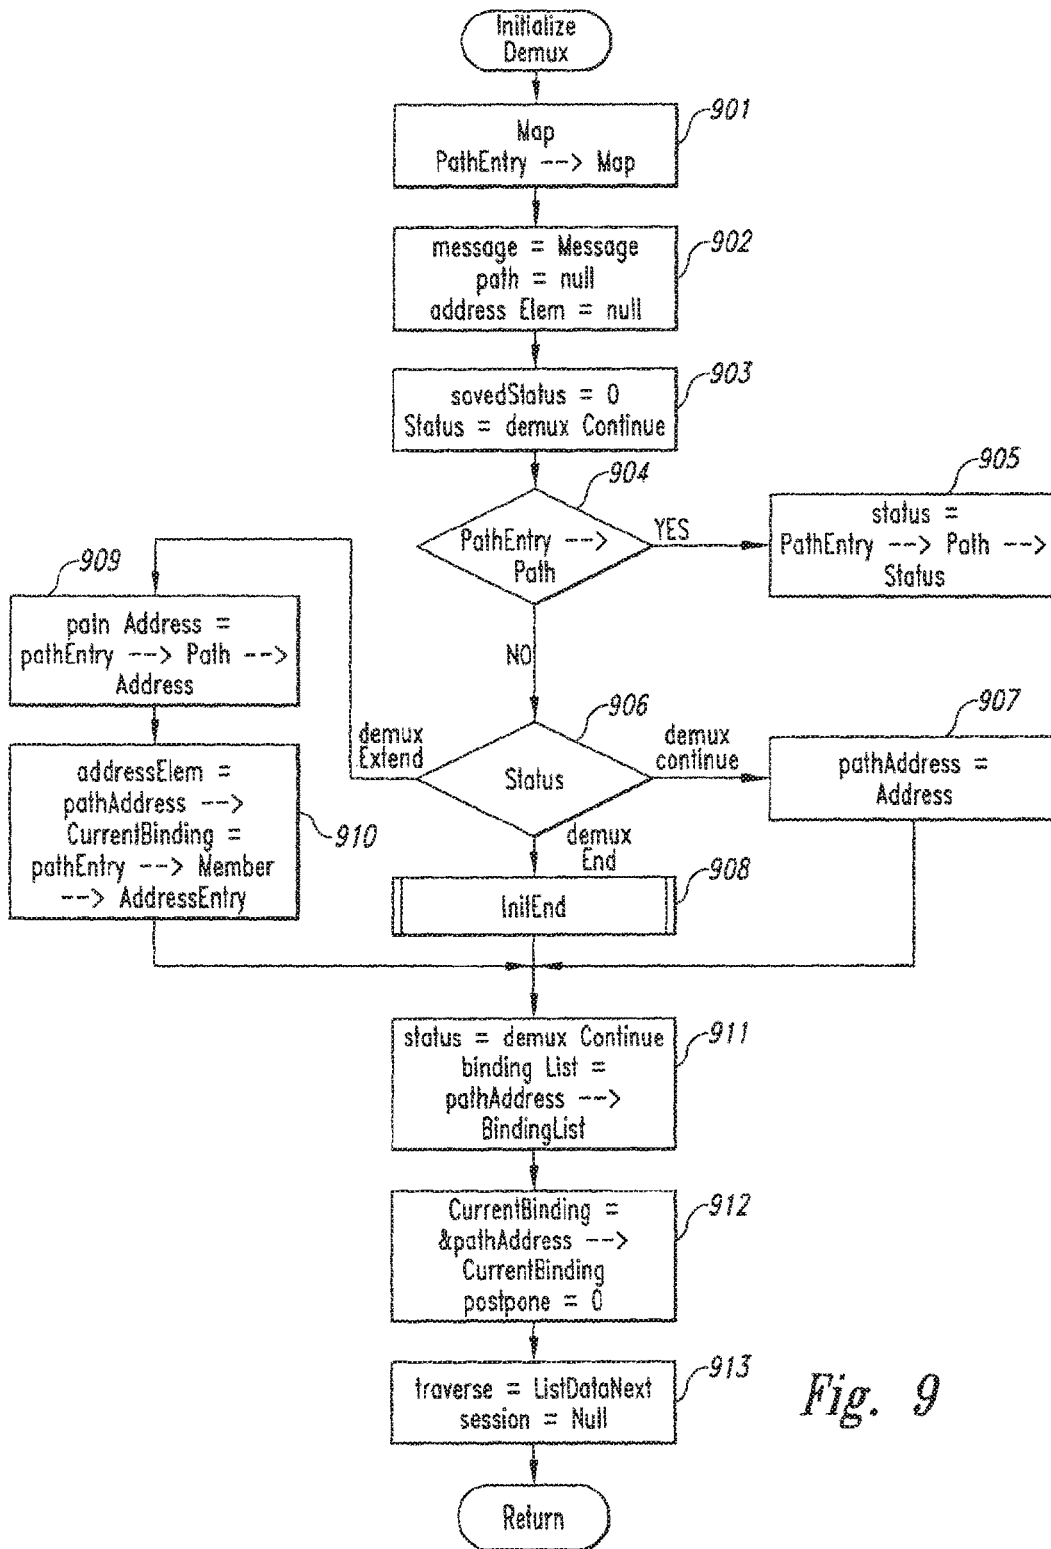 Initialize
Demux
901
Map
PathEntry --> Map
902
message = Message
path = null
address Elem = null
903
savedStatus = 0
Status = demux Continue
904
PathEntry -->
Path
YES
905
status =
PathEntry --> Path -->
Status
NO
909
pain Address =
pathEntry --> Path -->
Address
906
Status
demux
Extend
demux
continue
demux
End
907
pathAddress =
Address
910
addressElem =
pathAddress -->
CurrentBinding =
pathEntry --> Member
--> AddressEntry
908
InitEnd
911
status = demux Continue
binding List =
pathAddress -->
BindingList
912
CurrentBinding =
&pathAddress -->
CurrentBinding
postpone = 0
913
traverse = ListDataNext
session = Null
Return
Fig. 9